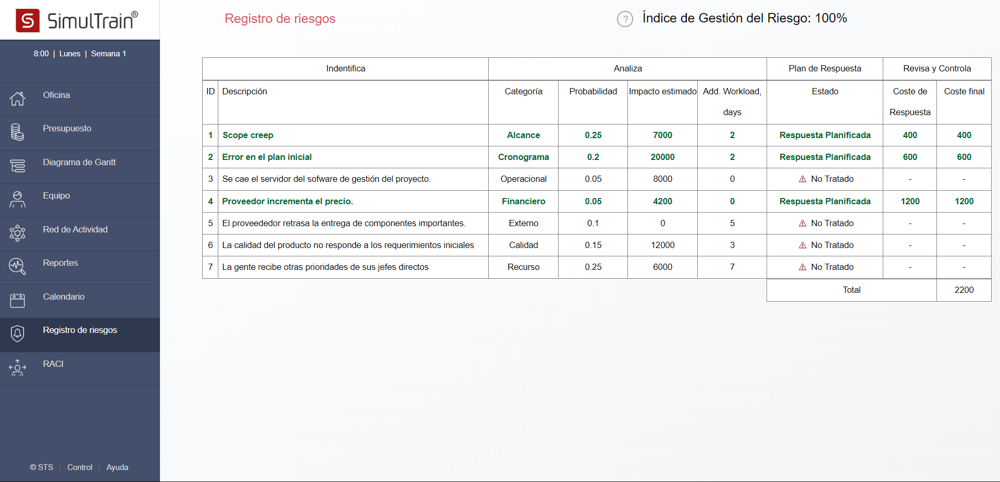 S SimulTrain®
8:00 | Lunes | Semana 1
Oficina
Presupuesto
Diagrama de Gantt
Equipo
Red de Actividad
Reportes
Calendario
Registro de riesgos
RACI
© STS | Control | Ayuda
Registro de riesgos
? Índice de Gestión del Riesgo: 100%
Indentifica Analiza Plan de Respuesta Revisa y Controla
ID Descripción Categoría Probabilidad Impacto estimado Add. Workload, days Estado Coste de Respuesta Coste final
1 Scope creep Alcance 0.25 7000 2 Respuesta Planificada 400 400
2 Error en el plan inicial Cronograma 0.2 20000 2 Respuesta Planificada 600 600
3 Se cae el servidor del sofware de gestión del proyecto. Operacional 0.05 8000 0 No Tratado - -
4 Proveedor incrementa el precio. Financiero 0.05 4200 0 Respuesta Planificada 1200 1200
5 El proveededor retrasa la entrega de componentes importantes. Externo 0.1 0 5 No Tratado - -
6 La calidad del producto no responde a los requerimientos iniciales Calidad 0.15 12000 3 No Tratado - -
7 La gente recibe otras prioridades de sus jefes directos Recurso 0.25 6000 7 No Tratado - -
Total 2200